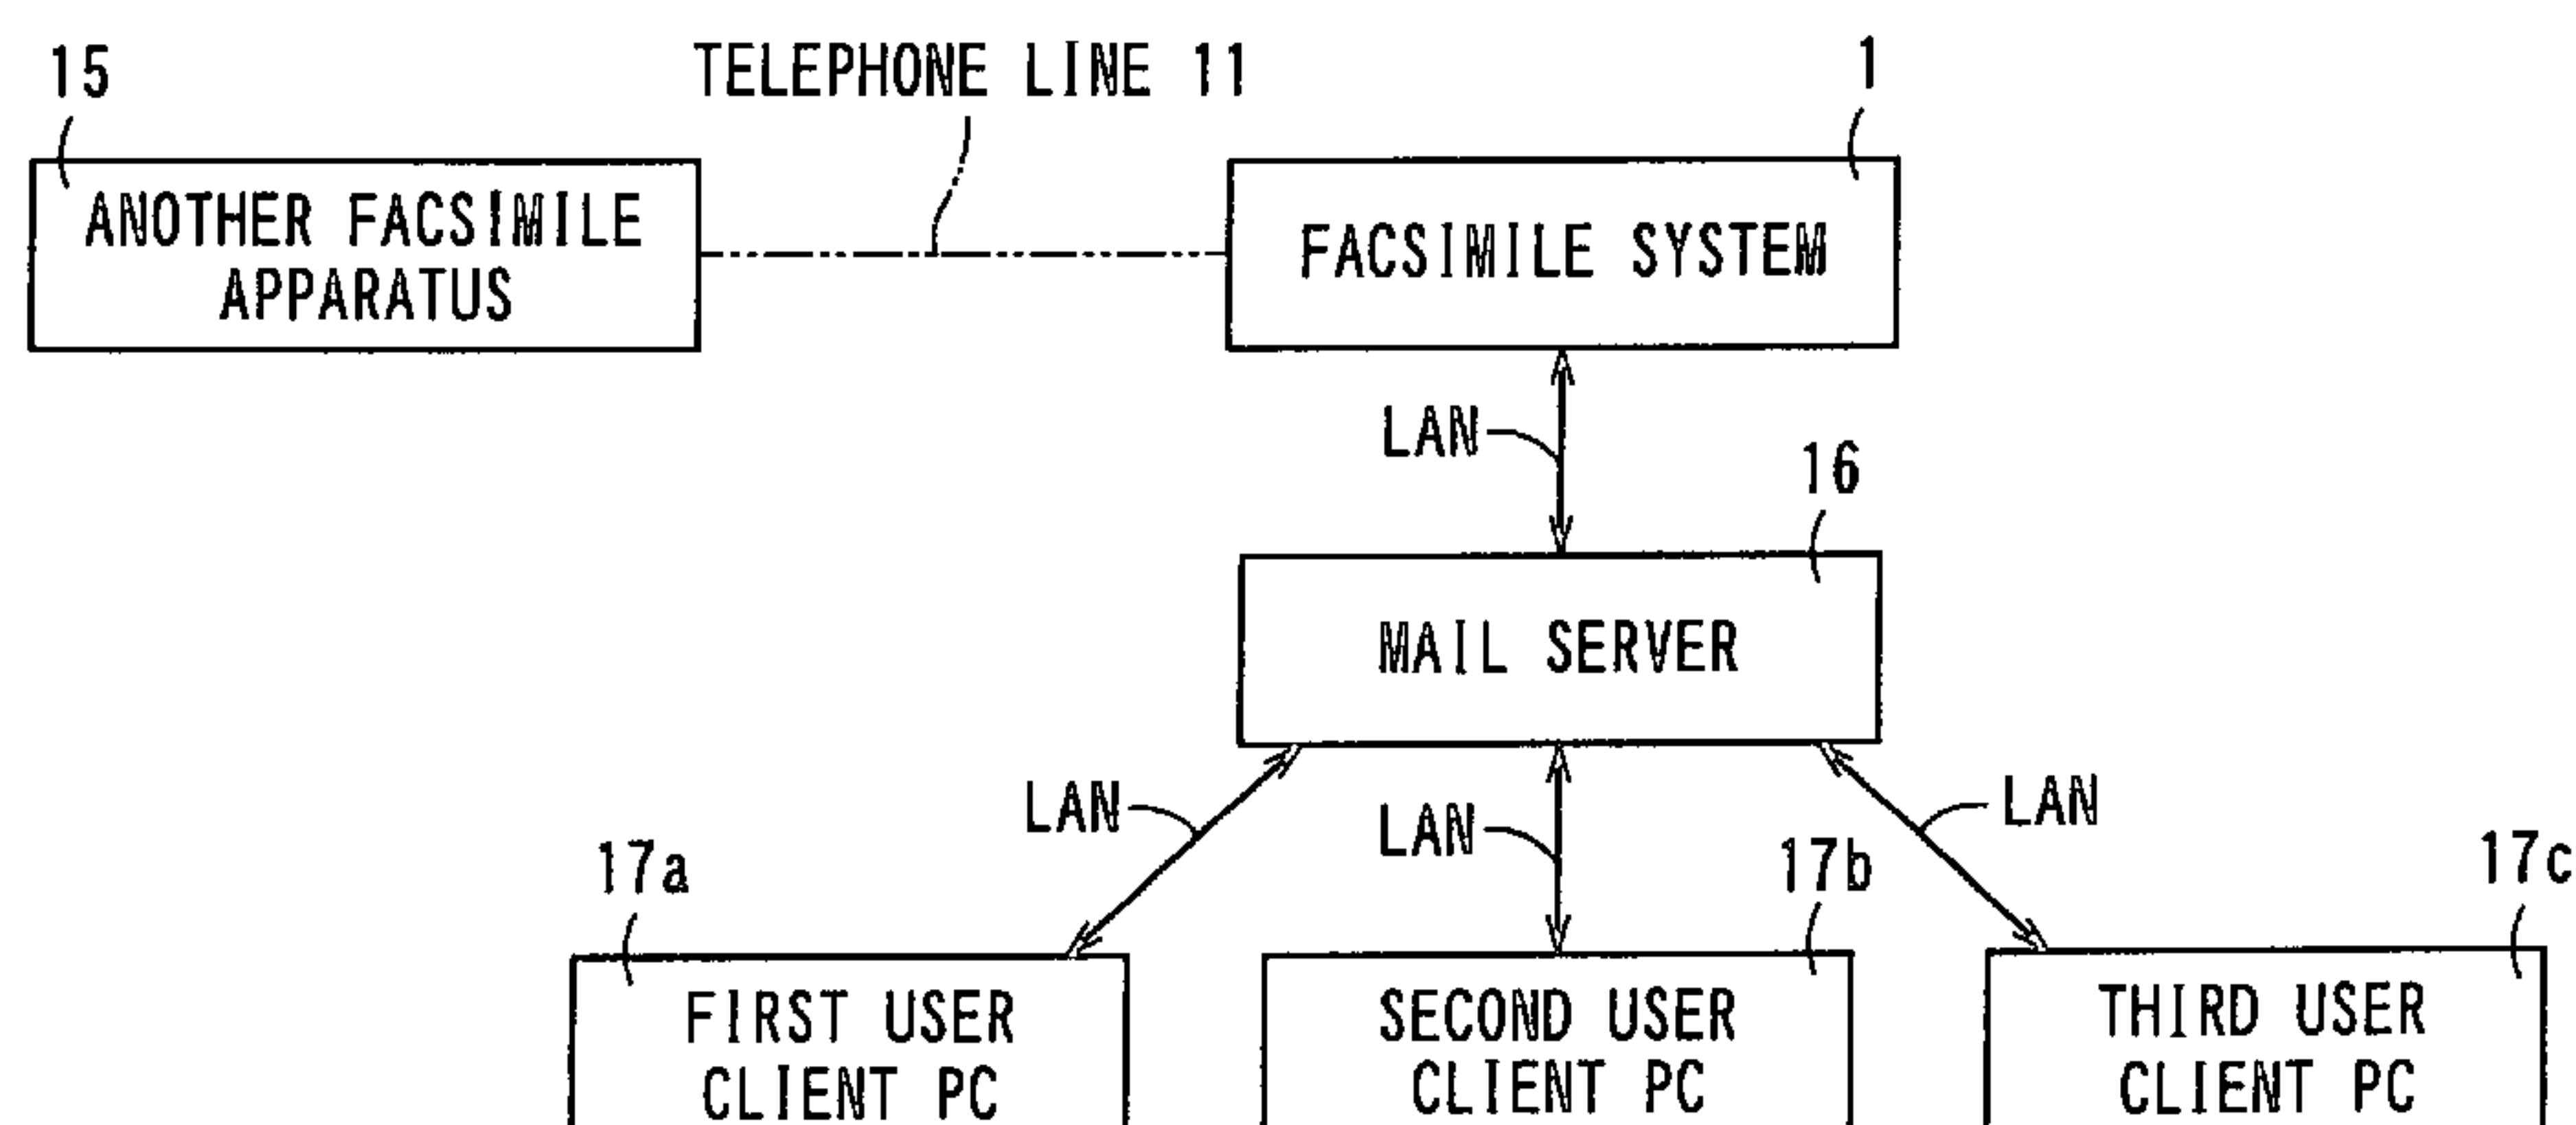 15
TELEPHONE LINE 11
1
ANOTHER FACSIMILE
APPARATUS
FACSIMILE SYSTEM
LAN
16
MAIL SERVER
LAN
LAN
LAN
17a
17b
17c
FIRST USER
CLIENT PC
SECOND USER
CLIENT PC
THIRD USER
CLIENT PC